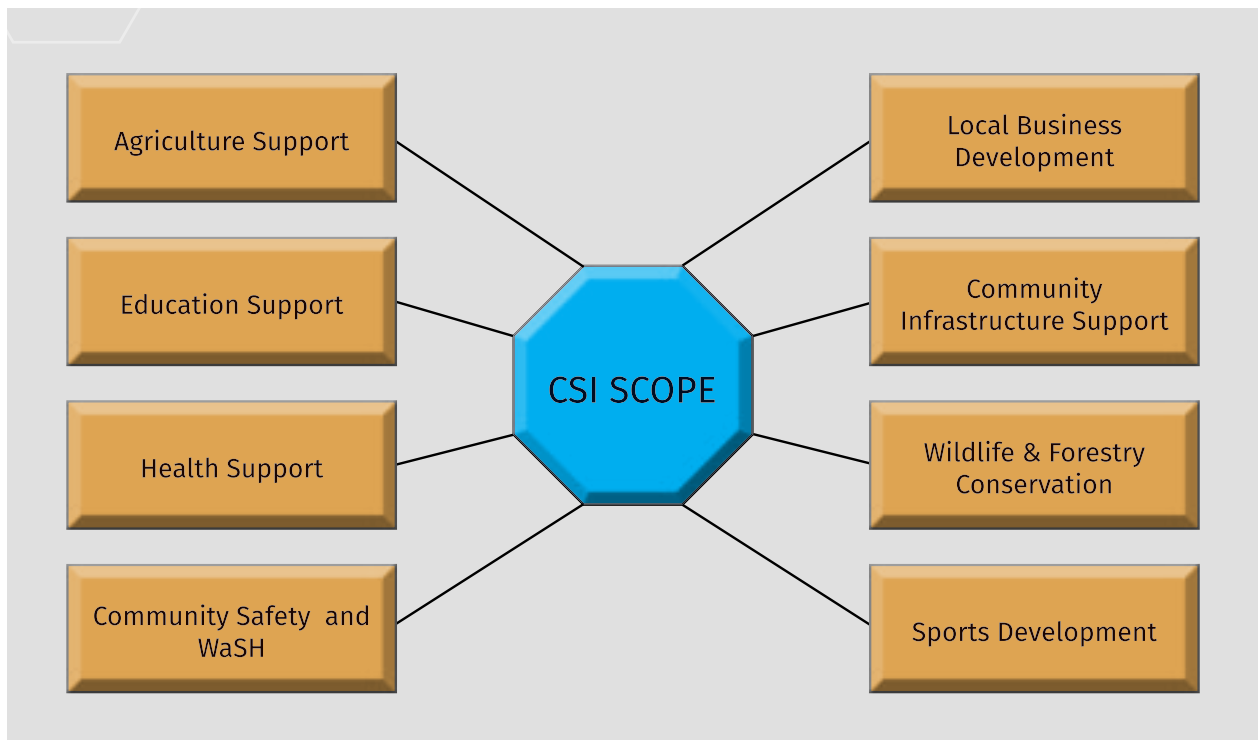 Agriculture Support
Education Support
Health Support
Community Safety  and
WaSH
CSI SCOPE
Local Business
Development
Community
Infrastructure Support
Wildlife & Forestry
Conservation
Sports Development